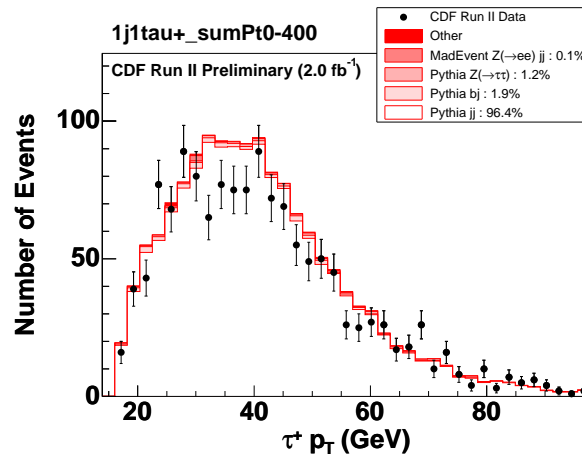 1j1tau+_sumPt0-400
CDF Run II Preliminary (2.0 fb⁻¹)
CDF Run II Data
Other
MadEvent Z(→ee) jj : 0.1%
Pythia Z(→ττ) : 1.2%
Pythia bj : 1.9%
Pythia jj : 96.4%
Number of Events
100
50
0
20 40 60 80
τ⁺ p_T (GeV)